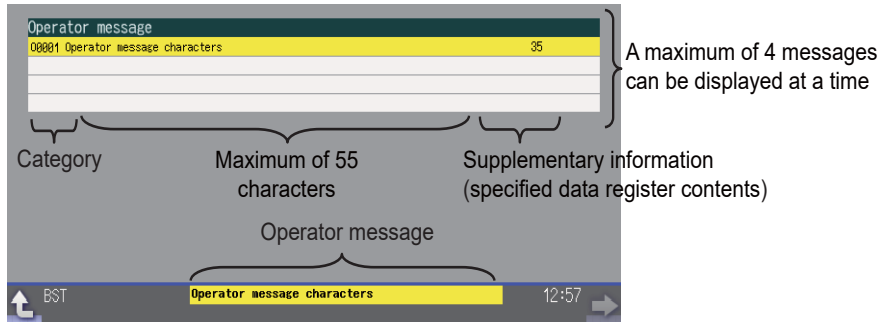 Operator message
00001 Operator message characters 35
A maximum of 4 messages
can be displayed at a time
Category
Maximum of 55
characters
Supplementary information
(specified data register contents)
Operator message
BST Operator message characters 12:57